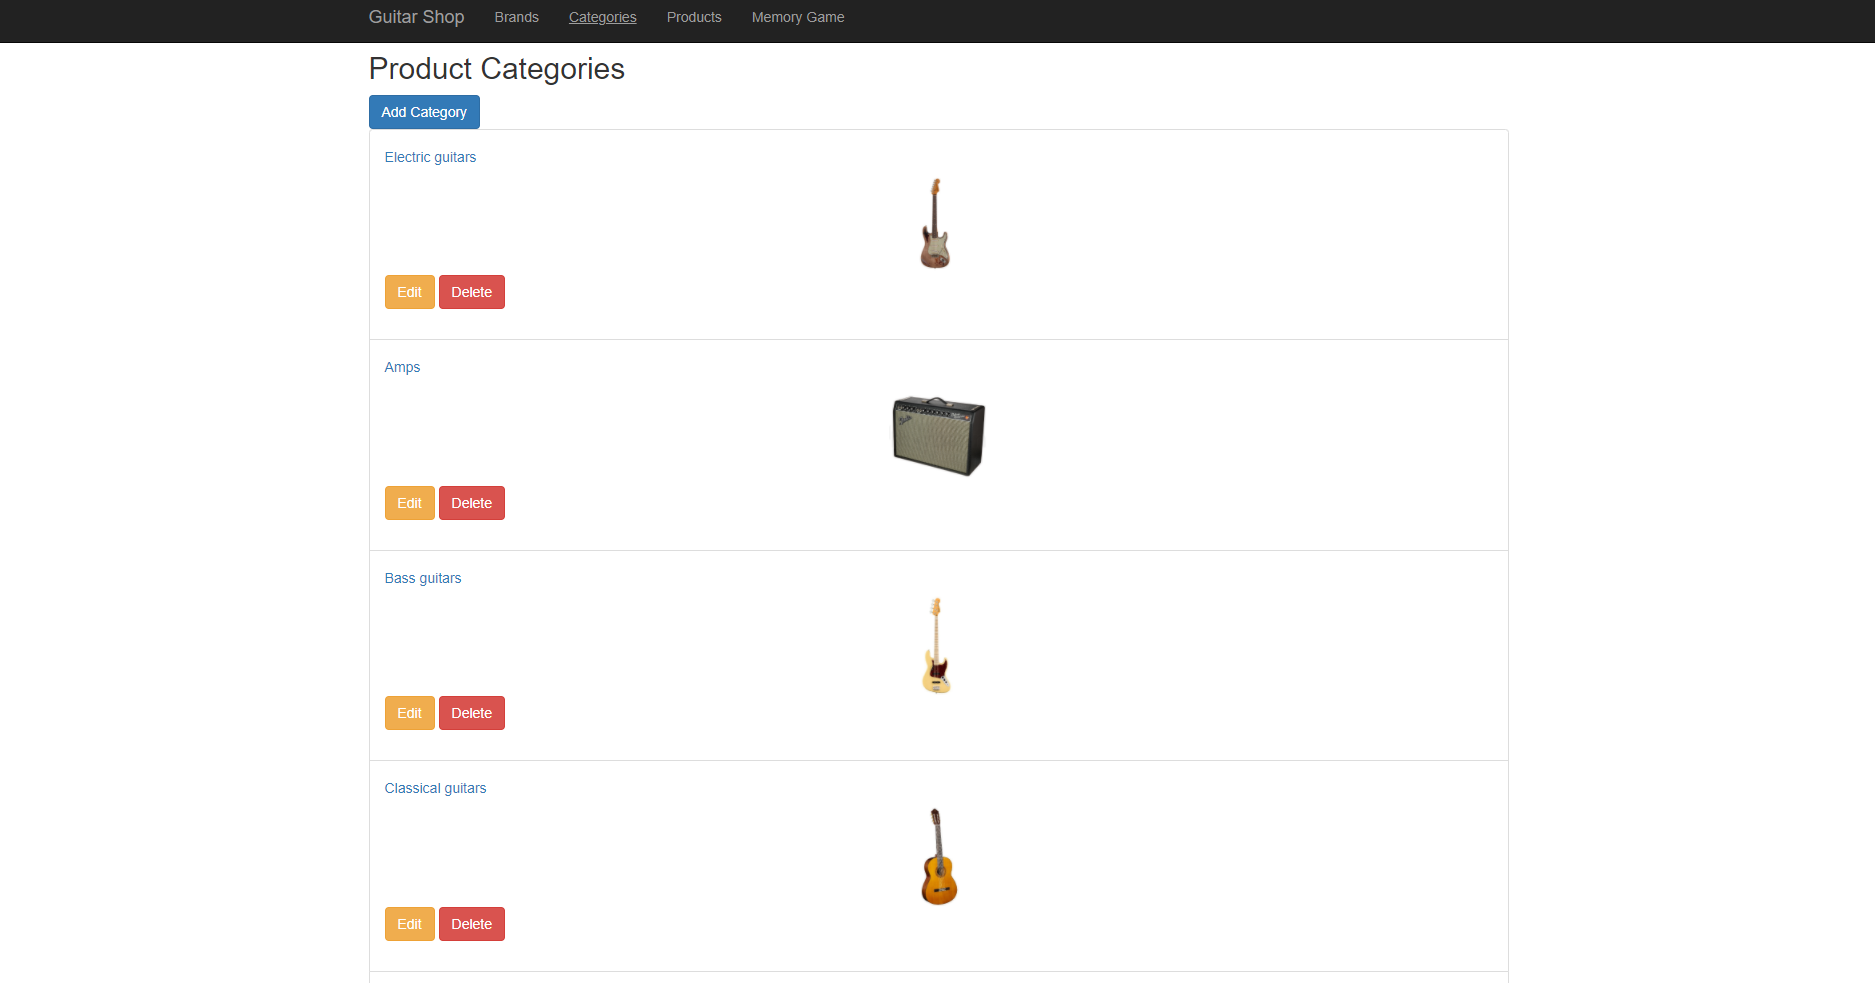 Guitar Shop Brands Categories Products Memory Game
Product Categories
Add Category
Electric guitars
Edit Delete
Amps
Edit Delete
Bass guitars
Edit Delete
Classical guitars
Edit Delete